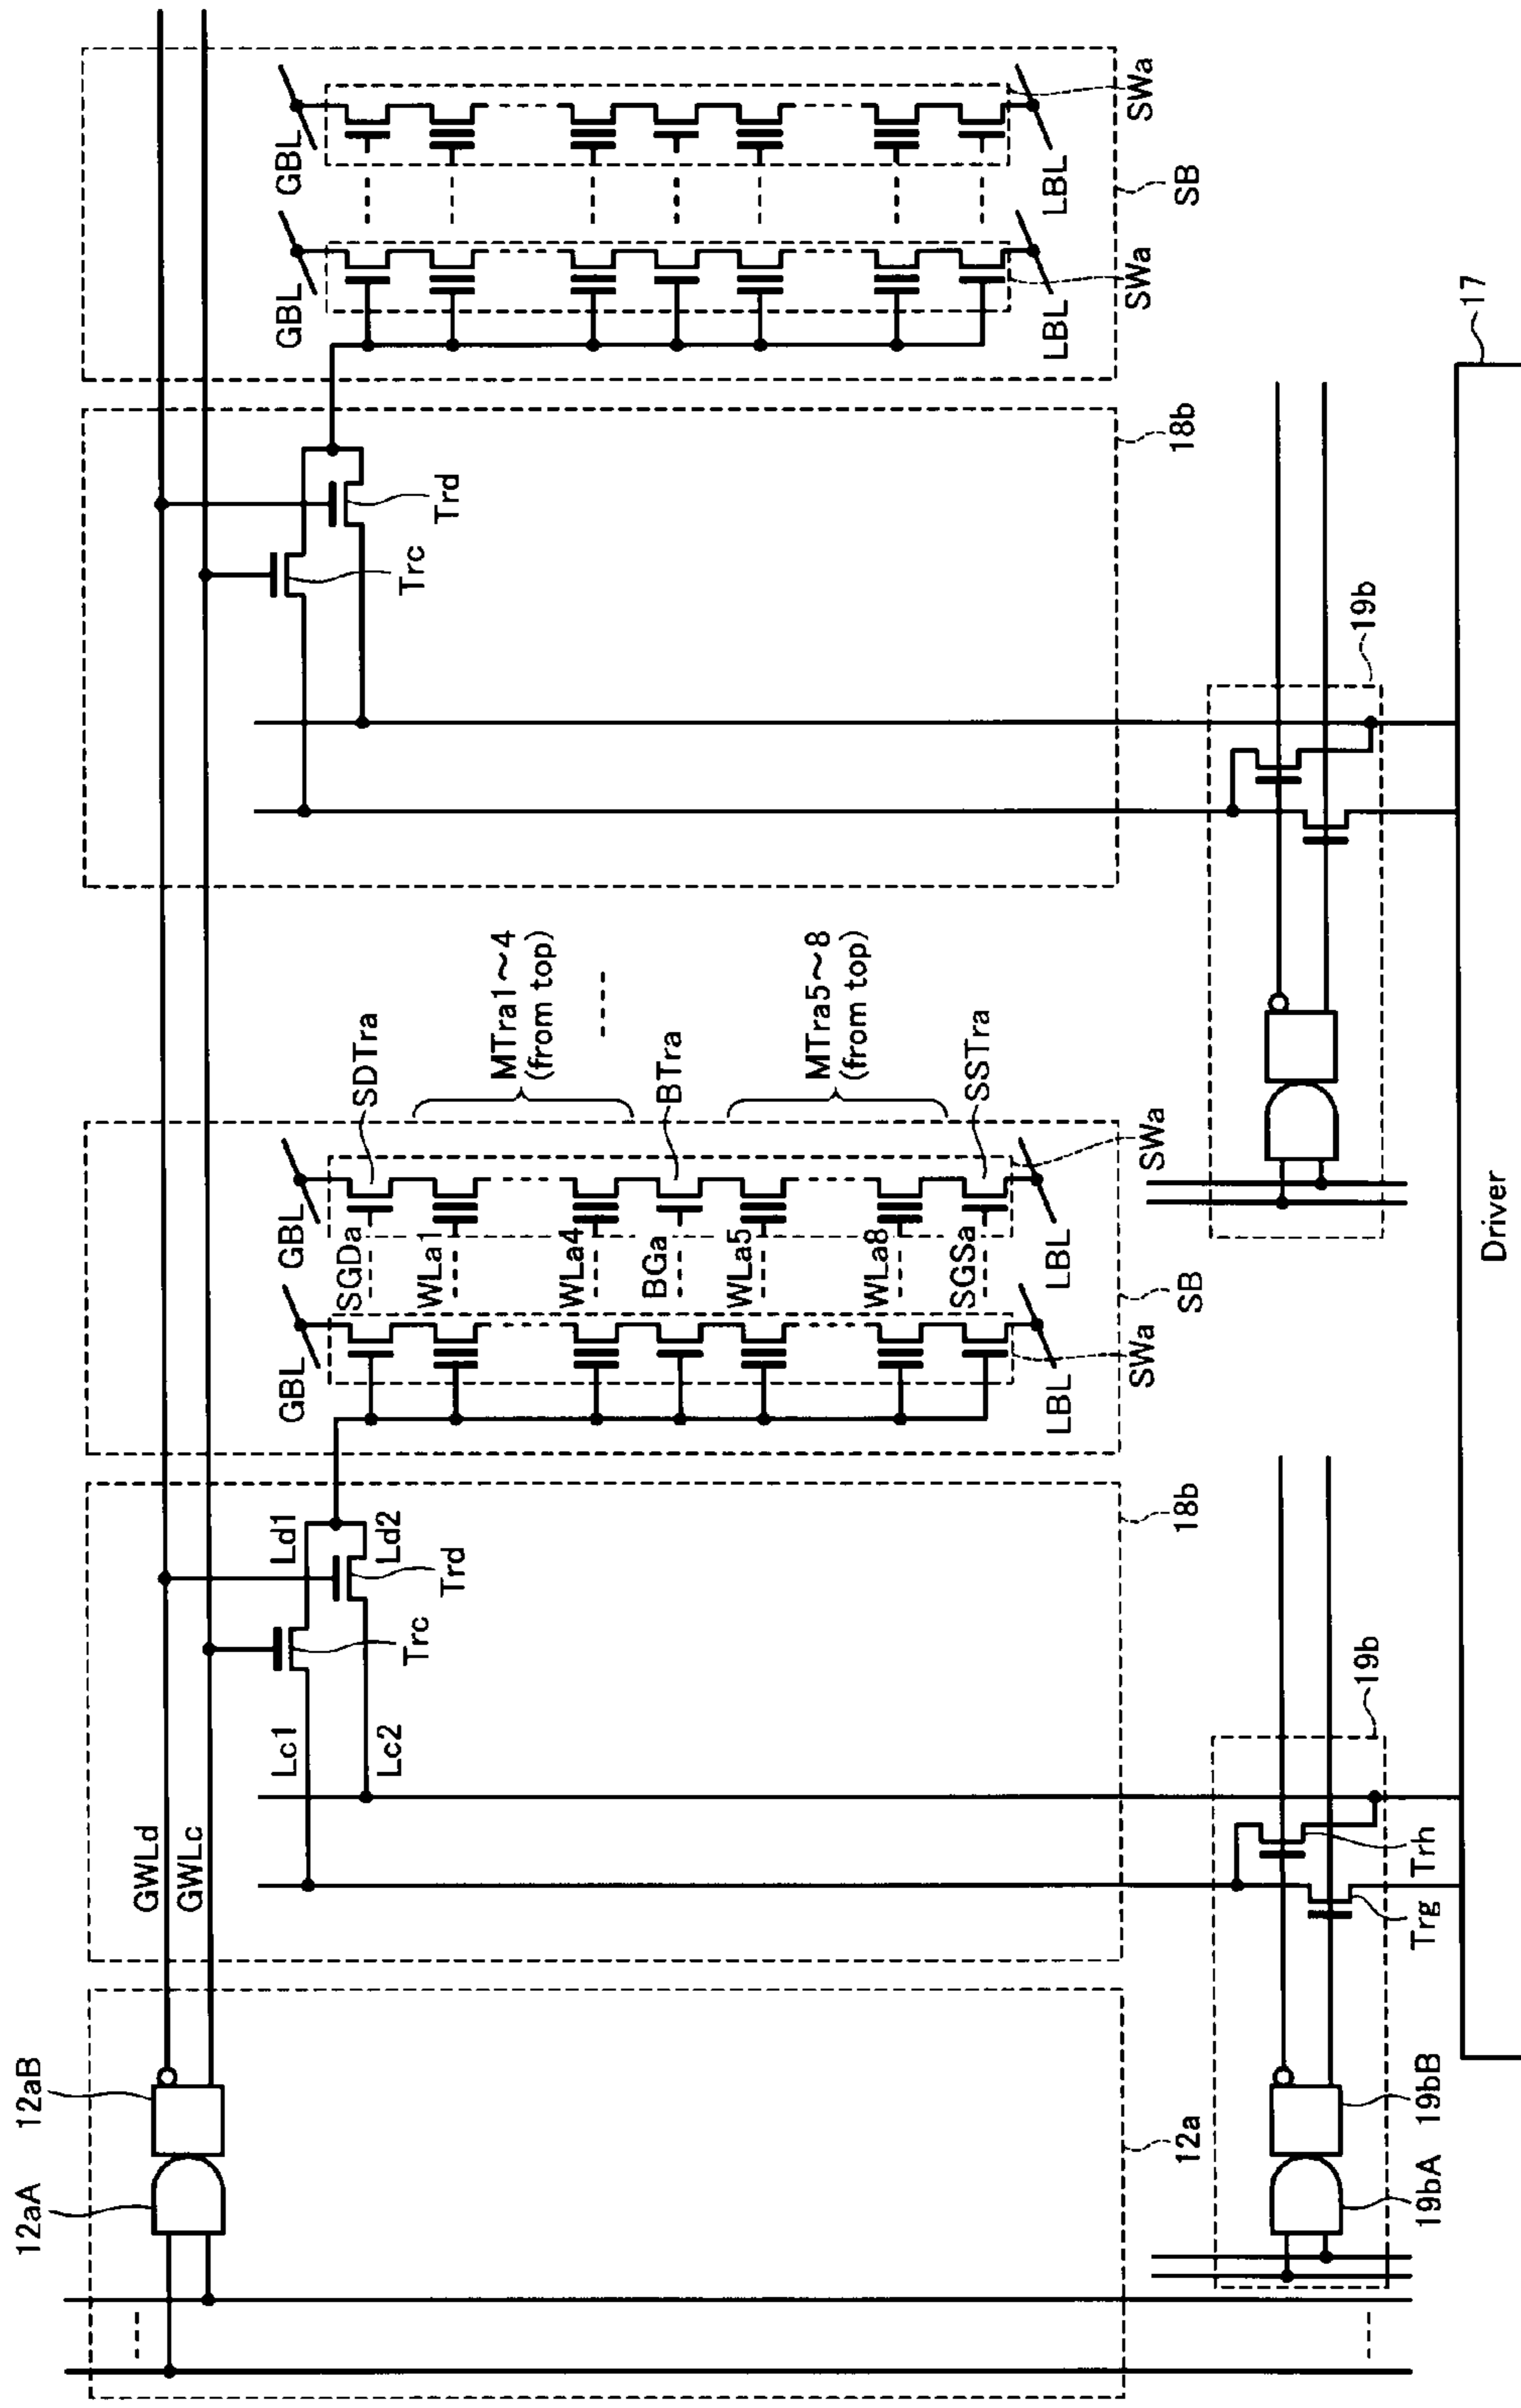 12aA
12aB
GWLd
GWLc
Lc1
Ld1
Lc2
Ld2
Trc
Trd
12a
18b
GBL
GBL
SGDa
WLa1
WLa4
BGa
WLa5
WLa8
SGSa
LBL
LBL
SWa
SWa
SB
SDTra
MTra1~4
(from top)
BTra
MTra5~8
(from top)
SSTra
Trc
Trd
18b
GBL
GBL
LBL
LBL
SWa
SWa
SB
19bA
19bB
Trg
Trh
19b
19b
Driver
17